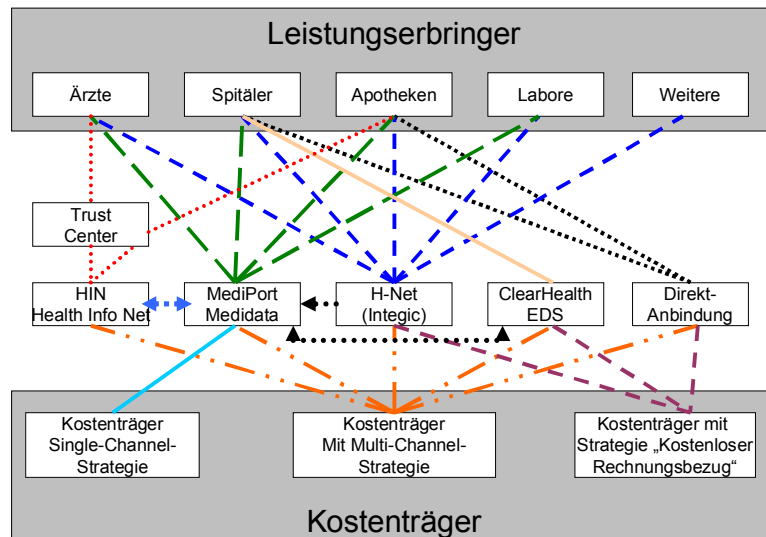 Leistungserbringer
Ärzte
Spitäler
Apotheken
Labore
Weitere
Trust
Center
HIN
Health Info Net
MediPort
Medidata
H-Net
(Integic)
ClearHealth
EDS
Direkt-
Anbindung
Kostenträger
Single-Channel-
Strategie
Kostenträger
Mit Multi-Channel-
Strategie
Kostenträger mit
Strategie „Kostenloser
Rechnungsbezug“
Kostenträger